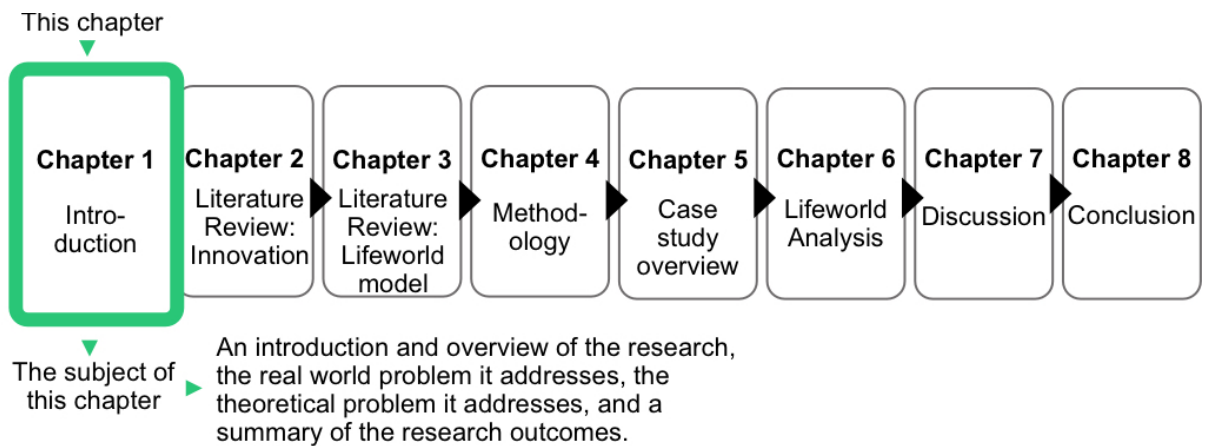 This chapter
Chapter 1
Intro-
duction
Chapter 2
Literature
Review:
Innovation
Chapter 3
Literature
Review:
Lifeworld
model
Chapter 4
Method-
ology
Chapter 5
Case
study
overview
Chapter 6
Lifeworld
Analysis
Chapter 7
Discussion
Chapter 8
Conclusion
The subject of
this chapter
An introduction and overview of the research,
the real world problem it addresses, the
theoretical problem it addresses, and a
summary of the research outcomes.